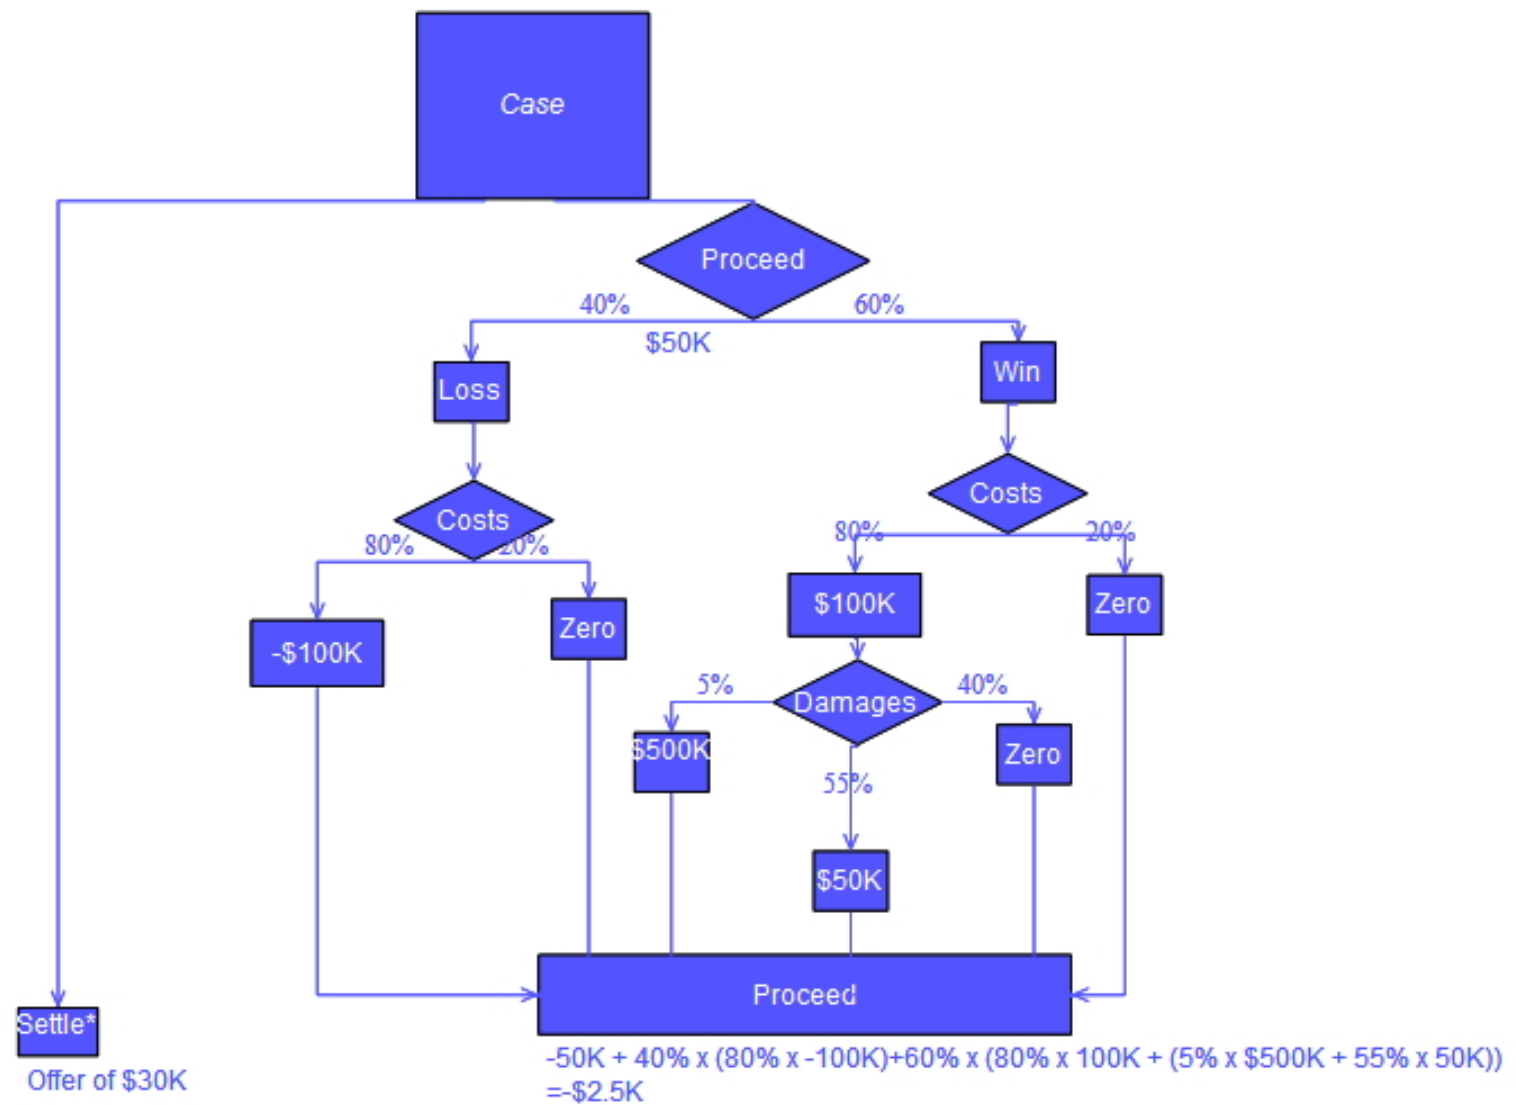 Case
Proceed
40%
60%
$50K
Loss
Win
Costs
Costs
80%
20%
80%
20%
-$100K
Zero
$100K
Zero
5%
Damages
40%
$500K
Zero
55%
$50K
Proceed
Settle*
Offer of $30K
-50K + 40% x (80% x -100K)+60% x (80% x 100K + (5% x $500K + 55% x 50K))
=-$2.5K